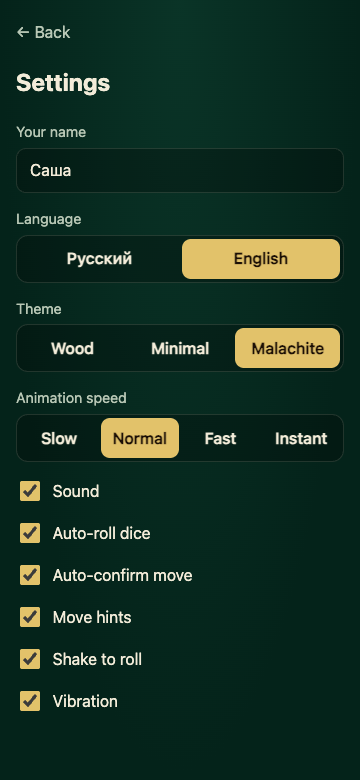 ← Back
Settings
Your name
Саша
Language
Русский English
Theme
Wood Minimal Malachite
Animation speed
Slow Normal Fast Instant
Sound
Auto-roll dice
Auto-confirm move
Move hints
Shake to roll
Vibration